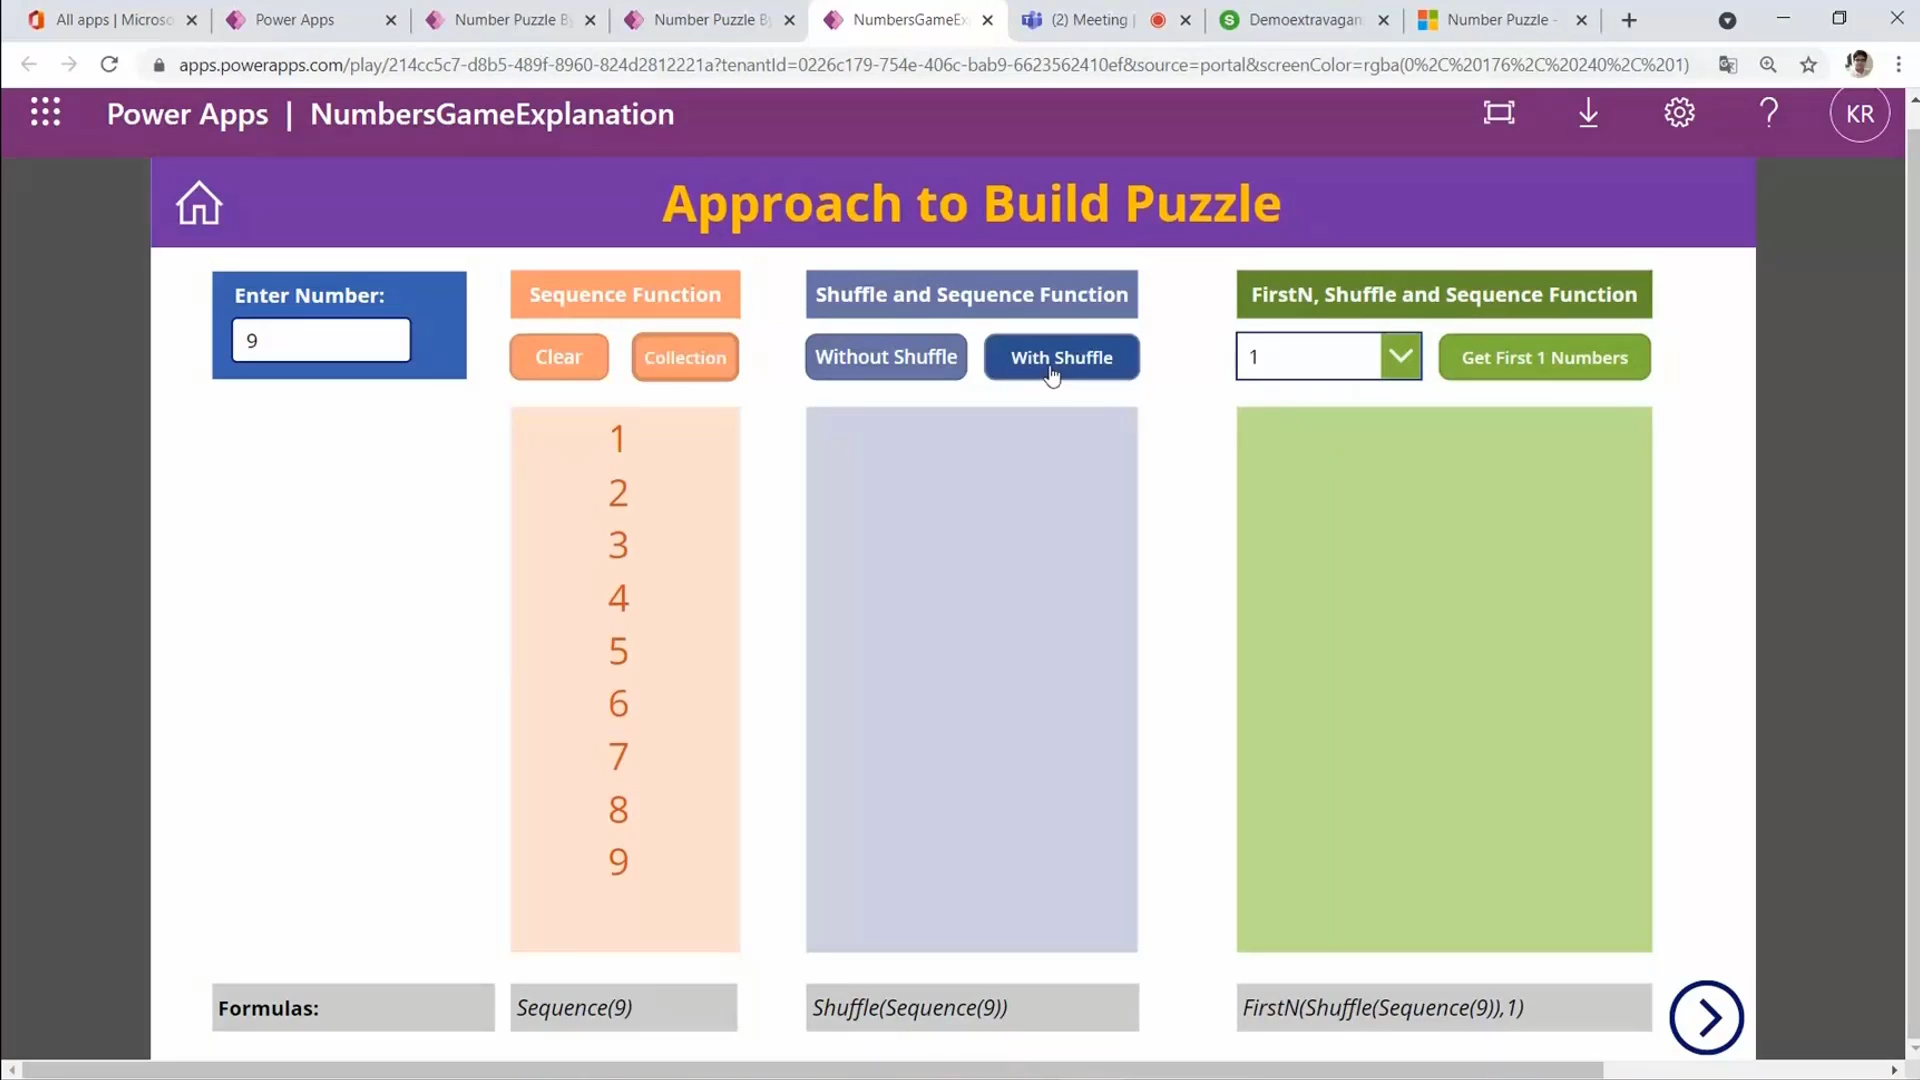 All apps | Microso
Power Apps
Number Puzzle B
Number Puzzle B
NumbersGameEx
(2) Meeting |
Demoextravagan
Number Puzzle -
apps.powerapps.com/play/214cc5c7-d8b5-489f-8960-824d2812221a?tenantId=0226c179-754e-406c-bab9-6623562410ef&source=portal&screenColor=rgba(0%2C%20176%2C%20240%2C%201)
Power Apps | NumbersGameExplanation
KR
Approach to Build Puzzle
Enter Number:
9
Sequence Function
Clear
Collection
Shuffle and Sequence Function
Without Shuffle
With Shuffle
FirstN, Shuffle and Sequence Function
1
Get First 1 Numbers
1
2
3
4
5
6
7
8
9
Formulas:
Sequence(9)
Shuffle(Sequence(9))
FirstN(Shuffle(Sequence(9)),1)